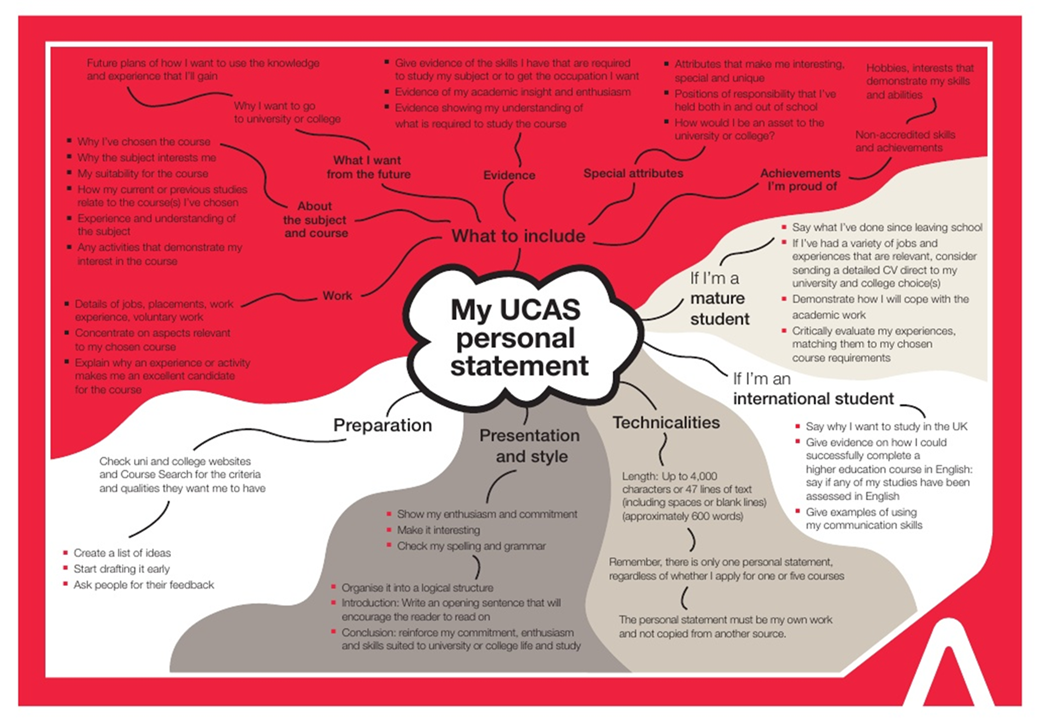 Future plans of how I want to use the knowledge
and experience that I'll gain
Why I want to go
to university or college
What I want
from the future
▪ Give evidence of the skills I have that are required
to study my subject or to get the occupation I want
▪ Evidence of my academic insight and enthusiasm
▪ Evidence showing my understanding of
what is required to study the course
Evidence
▪ Attributes that make me interesting,
special and unique
▪ Positions of responsibility that I've
held both in and out of school
▪ How would I be an asset to the
university or college?
Special attributes
Hobbies, interests that
demonstrate my skills
and abilities
Non-accredited skills
and achievements
Achievements
I'm proud of
▪ Why I've chosen the course
▪ Why the subject interests me
▪ My suitability for the course
▪ How my current or previous studies
relate to the course(s) I've chosen
▪ Experience and understanding of
the subject
▪ Any activities that demonstrate my
interest in the course
About
the subject
and course
What to include
Work
▪ Details of jobs, placements, work
experience, voluntary work
▪ Concentrate on aspects relevant
to my chosen course
▪ Explain why an experience or activity
makes me an excellent candidate
for the course
My UCAS
personal
statement
If I'm a
mature
student
▪ Say what I've done since leaving school
▪ If I've had a variety of jobs and
experiences that are relevant, consider
sending a detailed CV direct to my
university and college choice(s)
▪ Demonstrate how I will cope with the
academic work
▪ Critically evaluate my experiences,
matching them to my chosen
course requirements
If I'm an
international student
▪ Say why I want to study in the UK
▪ Give evidence on how I could
successfully complete a
higher education course in English:
say if any of my studies have been
assessed in English
▪ Give examples of using
my communication skills
Preparation
Check uni and college websites
and Course Search for the criteria
and qualities they want me to have
▪ Create a list of ideas
▪ Start drafting it early
▪ Ask people for their feedback
Presentation
and style
▪ Show my enthusiasm and commitment
▪ Make it interesting
▪ Check my spelling and grammar
▪ Organise it into a logical structure
▪ Introduction: Write an opening sentence that will
encourage the reader to read on
▪ Conclusion: reinforce my commitment, enthusiasm
and skills suited to university or college life and study
Technicalities
Length: Up to 4,000
characters or 47 lines of text
(including spaces or blank lines)
(approximately 600 words)
Remember, there is only one personal statement,
regardless of whether I apply for one or five courses
The personal statement must be my own work
and not copied from another source.